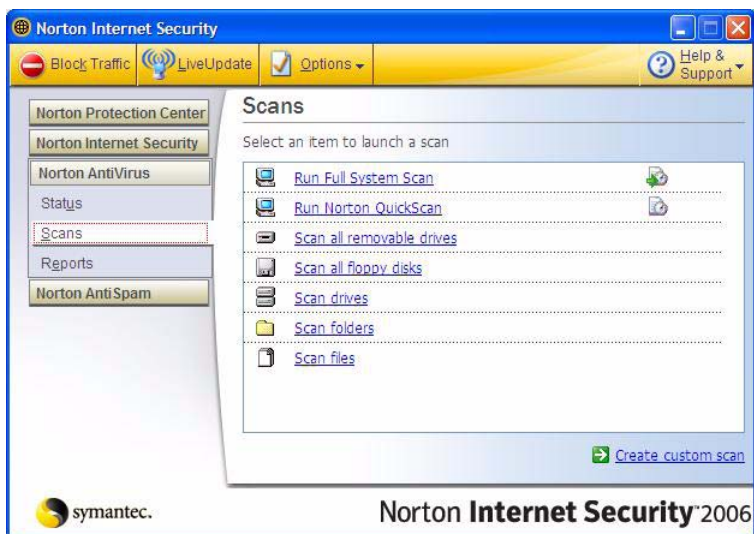 Norton Internet Security
Block Traffic LiveUpdate Options Help & Support
Norton Protection Center
Norton Internet Security
Norton AntiVirus
Status
Scans
Reports
Norton AntiSpam
Scans
Select an item to launch a scan
Run Full System Scan
Run Norton QuickScan
Scan all removable drives
Scan all floppy disks
Scan drives
Scan folders
Scan files
Create custom scan
symantec.
Norton Internet Security™2006